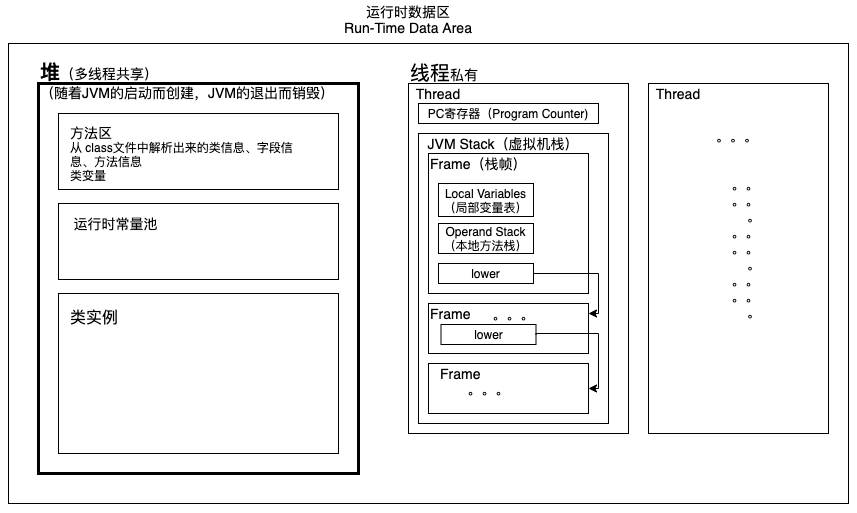 运行时数据区
Run-Time Data Area
堆（多线程共享）
（随着JVM的启动而创建，JVM的退出而销毁）
方法区
从 class文件中解析出来的类信息、字段信
息、方法信息
类变量
运行时常量池
类实例
线程私有
Thread
PC寄存器（Program Counter)
JVM Stack（虚拟机栈）
Frame（栈帧）
Local Variables
（局部变量表）
Operand Stack
（本地方法栈）
lower
Frame 。。。
lower
Frame
。。。
Thread
。。。
。。
。。
。
。。
。。
。
。。
。。
。